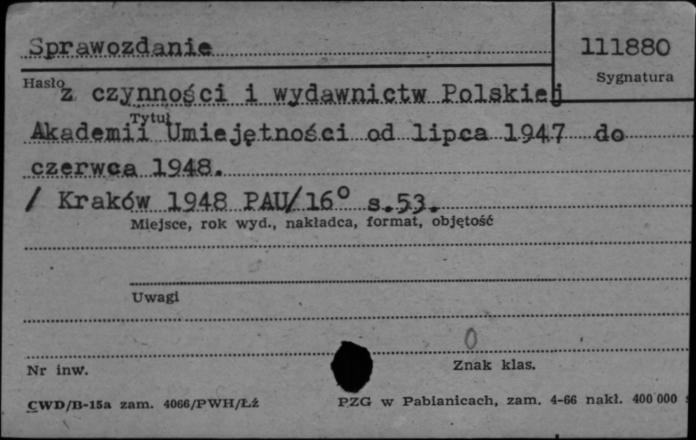 Sprawozdanie
111880
Hasło
Sygnatura
z czynności i wydawnictw Polskiej
Tytuł
Akademii Umiejętności od lipca 1947 do
czerwca 1948.
/ Kraków 1948 PAU/16° s.53.
Miejsce, rok wyd., nakładca, format, objętość
Uwagi
0
Nr inw.
Znak klas.
CWD/B-15a zam. 4066/PWH/Łź
PZG w Pabianicach, zam. 4-66 nakł. 400 000